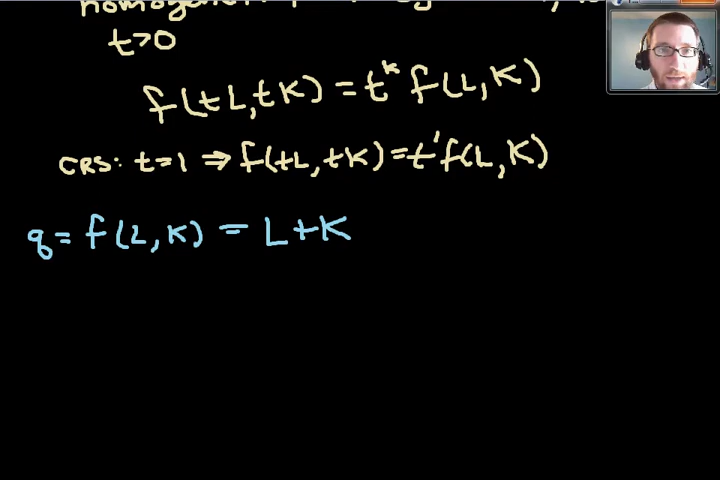 t>0
f(tL,tK)=t^k f(L,K)
CRS: t=1 ⇒ f(tL,tK)=t^1 f(L,K)
q=f(L,K)=L+K